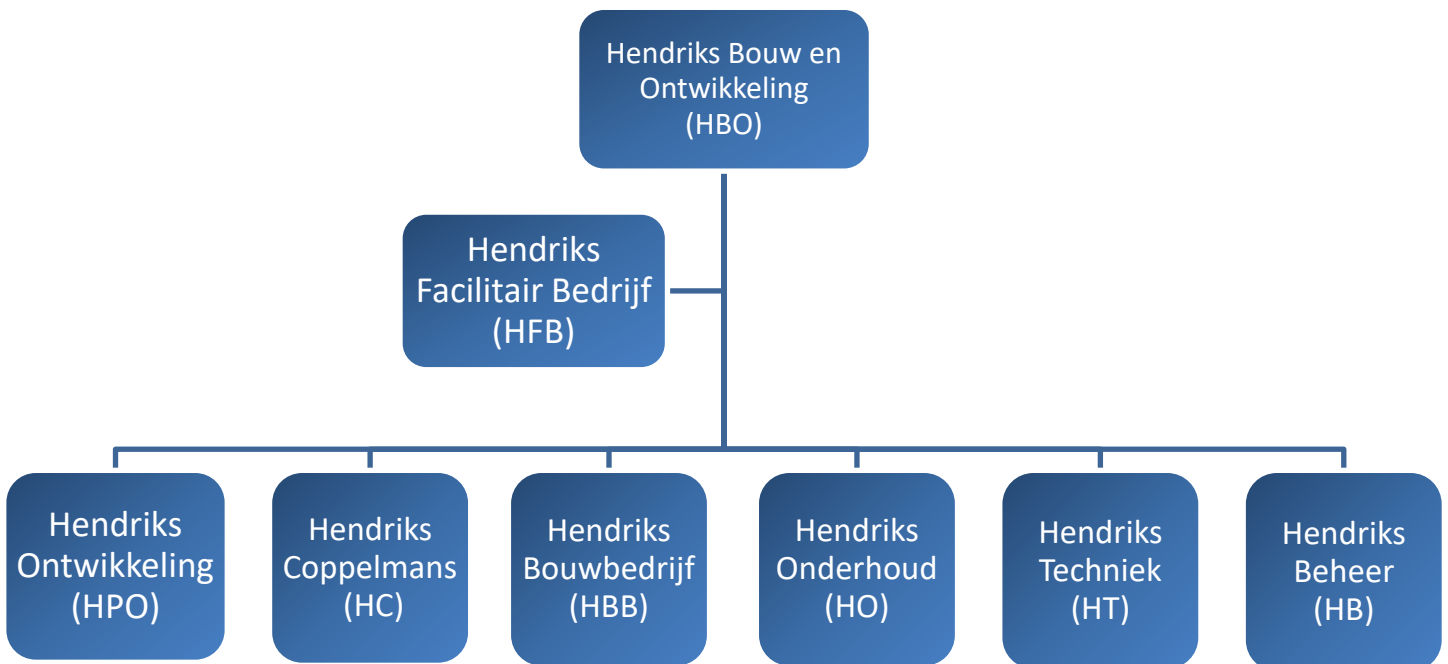 Hendriks Bouw en
Ontwikkeling
(HBO)
Hendriks
Facilitair Bedrijf
(HFB)
Hendriks
Ontwikkeling
(HPO)
Hendriks
Coppelmans
(HC)
Hendriks
Bouwbedrijf
(HBB)
Hendriks
Onderhoud
(HO)
Hendriks
Techniek
(HT)
Hendriks
Beheer
(HB)